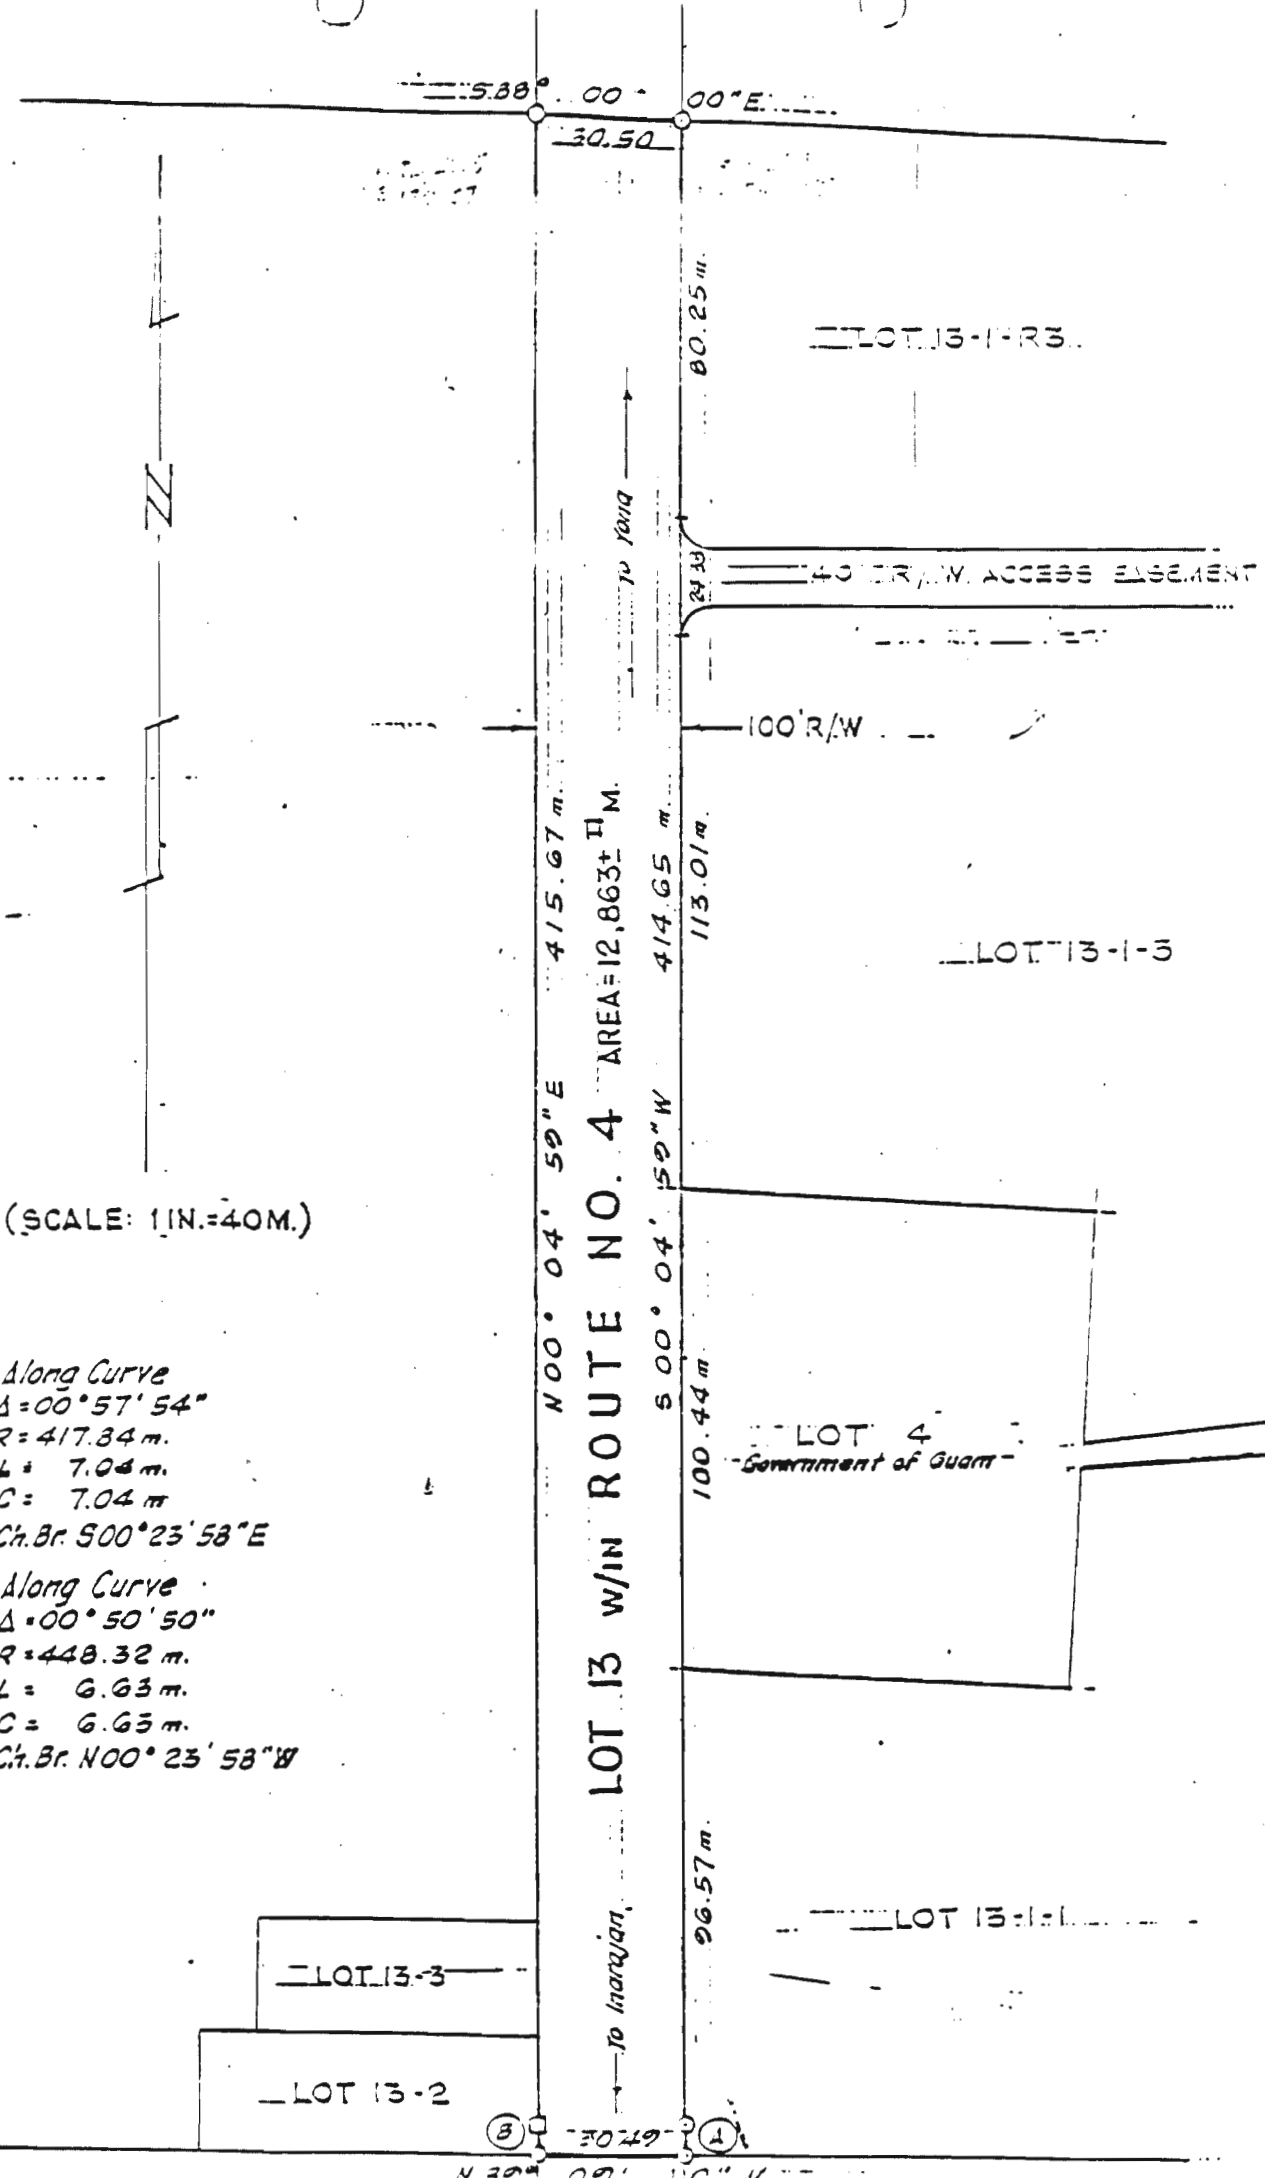 S.88° 00' 00"E
30.50
80.25 m.
LOT 13-1-R3
To Yona
24.39
40' R/W ACCESS EASEMENT
100' R/W
415.67 m.
AREA=12,863± M.
414.65 m.
113.01 m.
LOT 13-1-3
N00° 04' 59"E
S 00° 04' 59"W
(SCALE: 1 IN.=40M.)
LOT 13 W/IN ROUTE NO. 4
Along Curve
Δ=00°57'54"
R=417.84 m.
L= 7.04 m.
C= 7.04 m
Ch.Br. S00°23'58"E
100.44 m.
LOT 4
Government of Guam
Along Curve
Δ=00°50'50"
R=448.32 m.
L= 6.63 m.
C= 6.63 m.
Ch.Br. N00°23'58"W
96.57 m.
LOT 13-1-1
To Inarajan
LOT 13-3
LOT 13-2
B
30.49
A